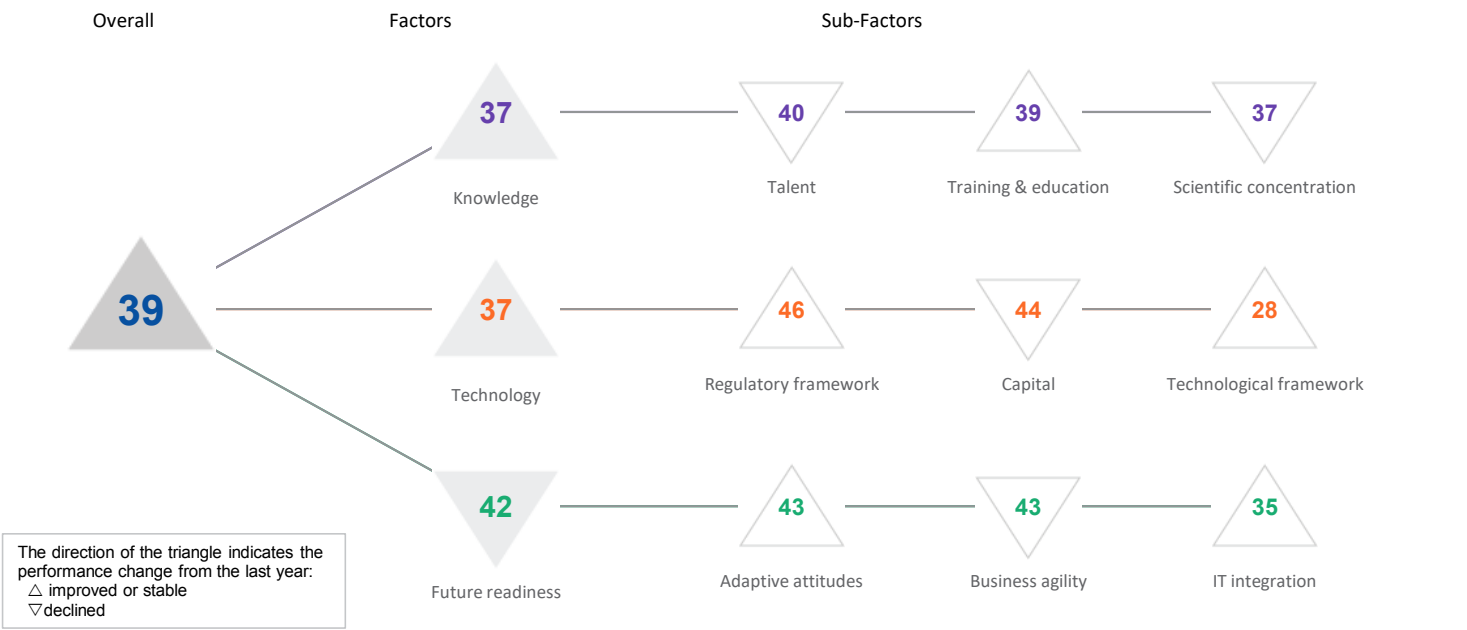 Overall
Factors
Sub-Factors
37
40
39
37
Knowledge
Talent
Training & education
Scientific concentration
39
37
46
44
28
Technology
Regulatory framework
Capital
Technological framework
42
43
43
35
Future readiness
Adaptive attitudes
Business agility
IT integration
The direction of the triangle indicates the
performance change from the last year:
△ improved or stable
▽declined